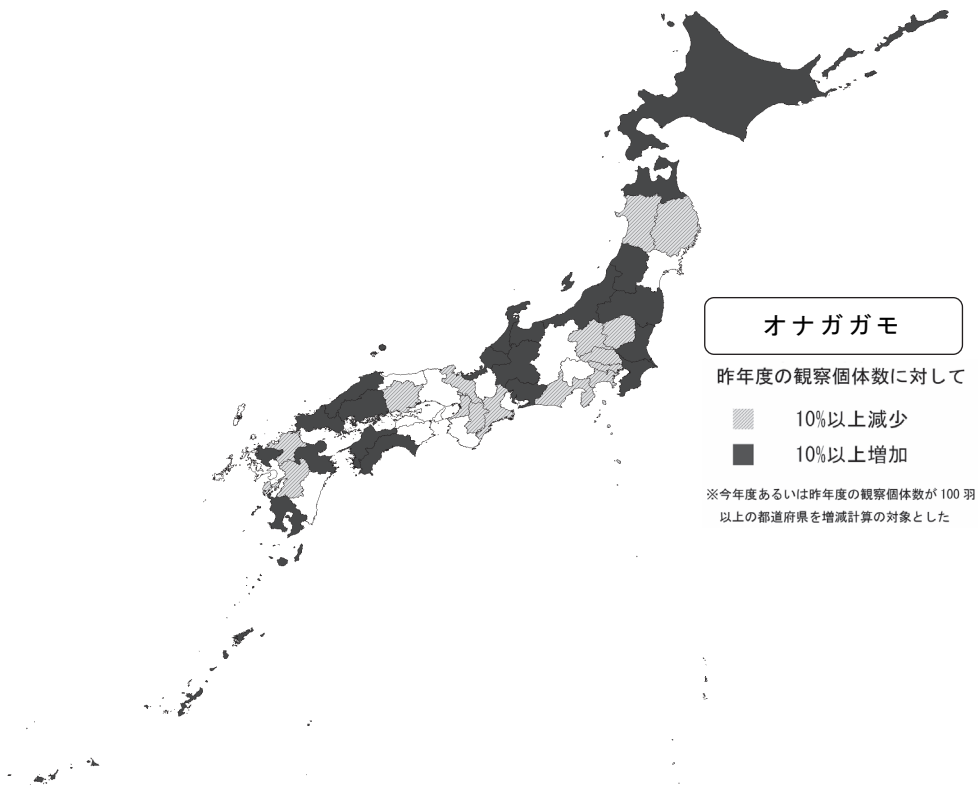 オナガガモ
昨年度の観察個体数に対して
10%以上減少
10%以上増加
※今年度あるいは昨年度の観察個体数が100羽
以上の都道府県を増減計算の対象とした